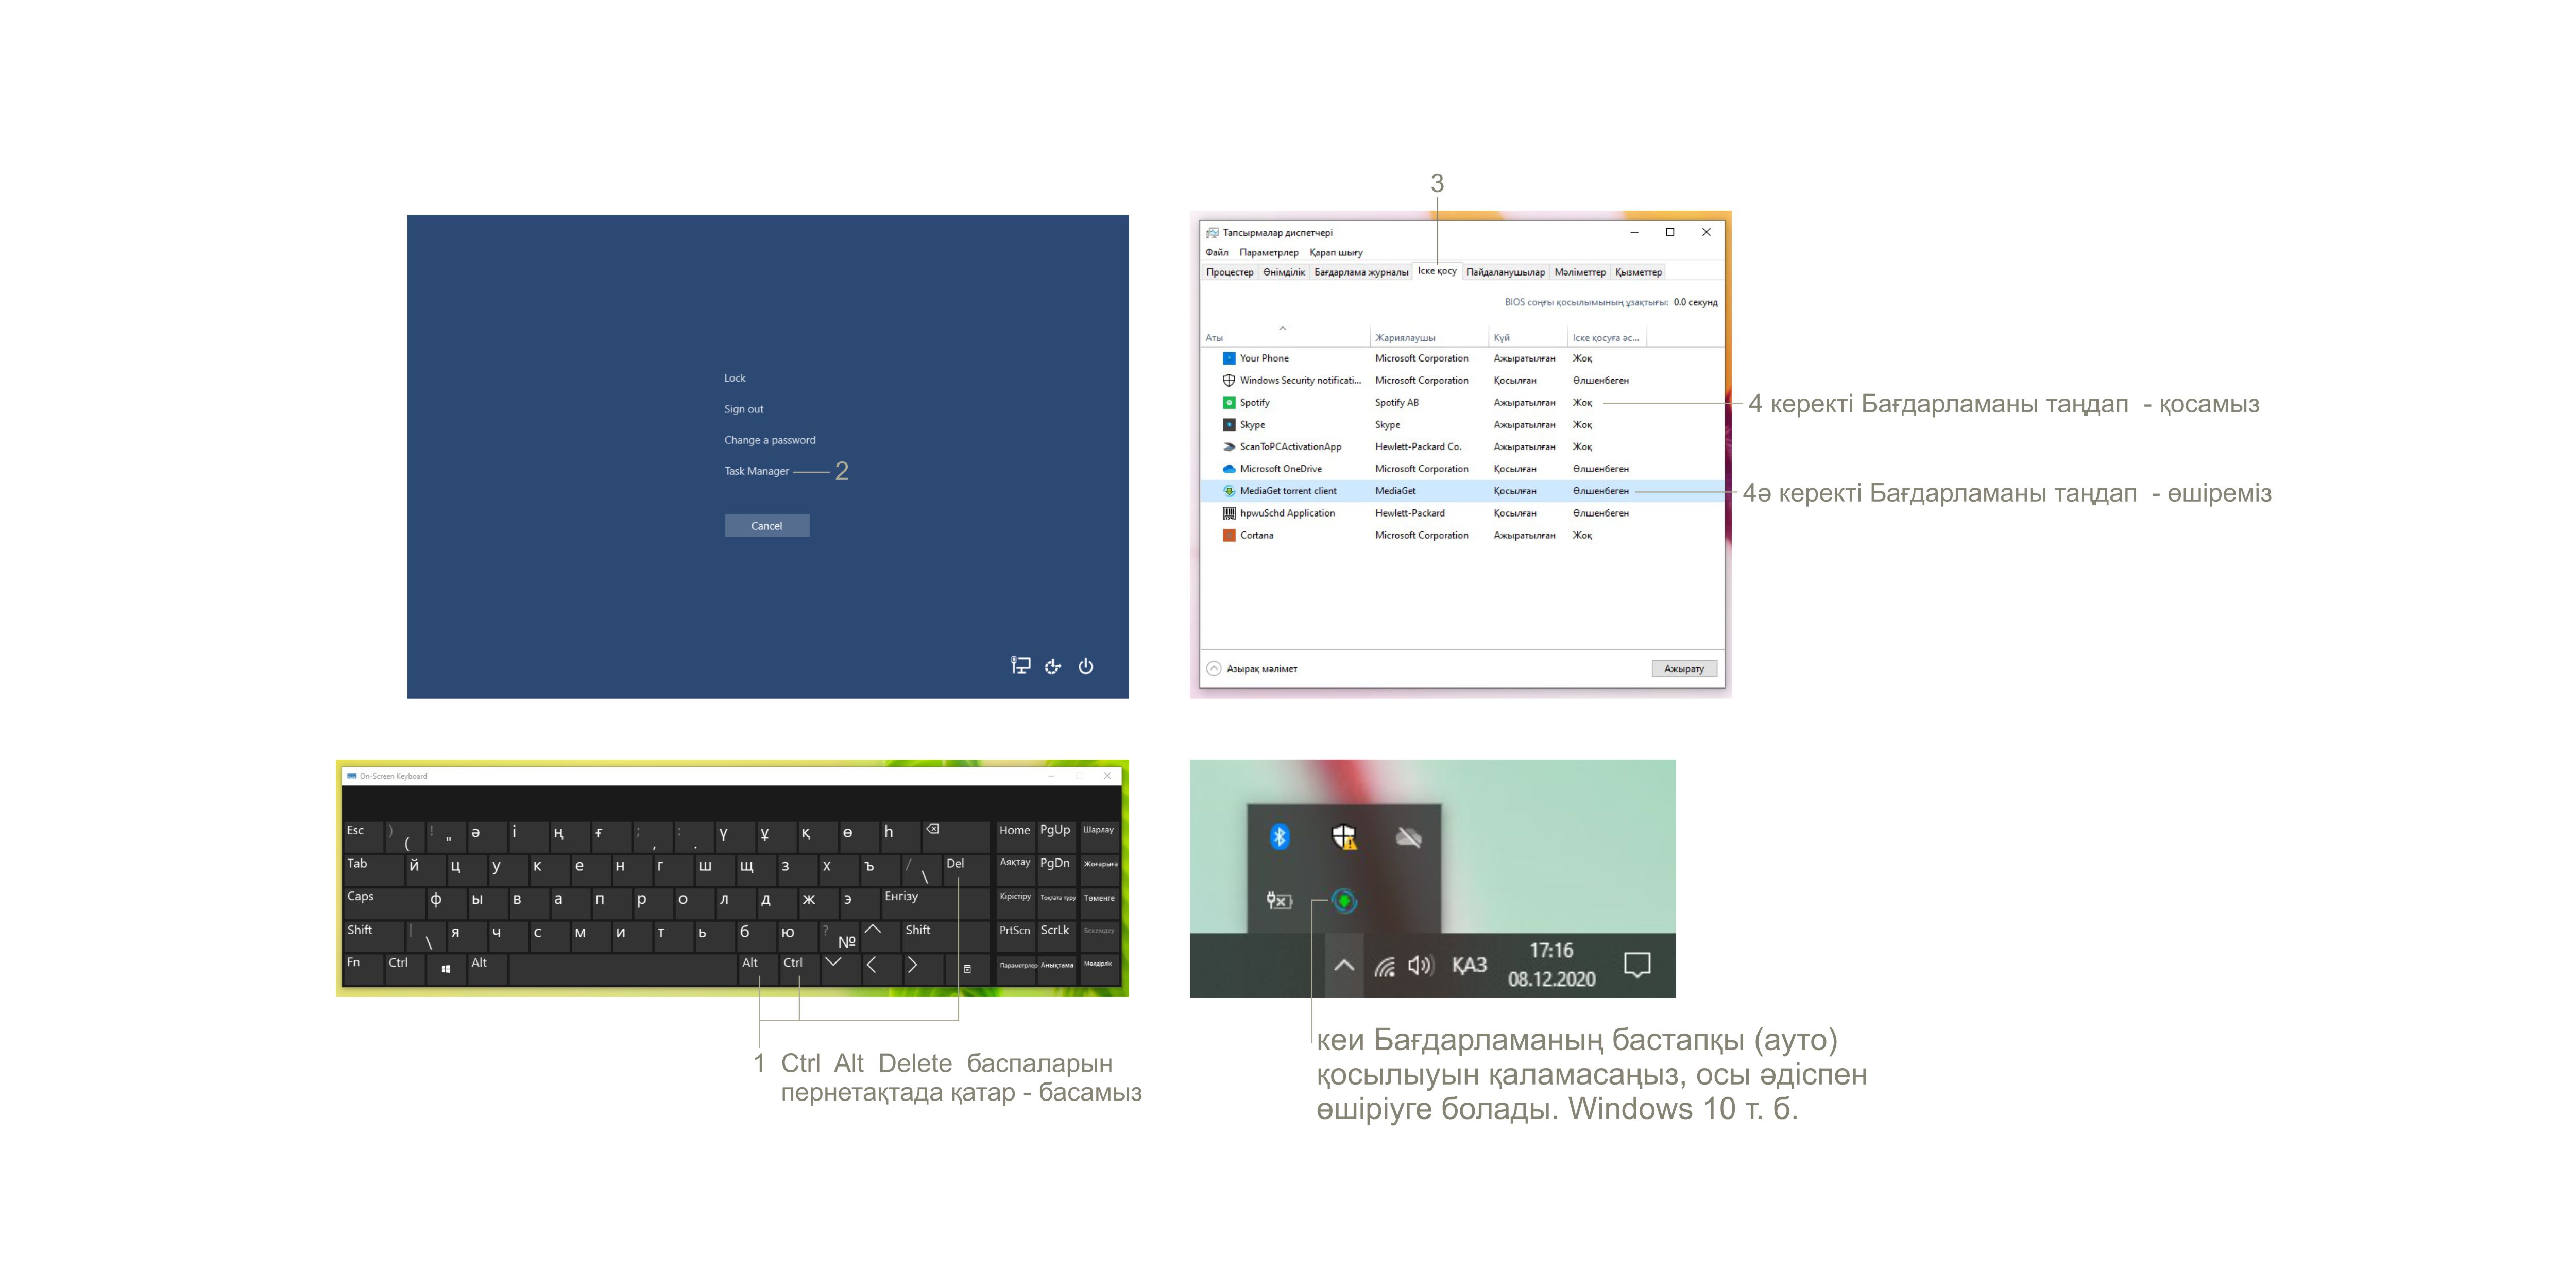 Lock
Sign out
Change a password
Task Manager 2
Cancel
3
Тапсырмалар диспетчері
Файл Параметрлер Қарап шығу
Процестер Өнімділік Бағдарлама журналы Іске қосу Пайдаланушылар Мәліметтер Қызметтер
BIOS соңғы қосылымының ұзақтығы: 0.0 секунд
Аты Жариялаушы Күй Іске қосуға әс...
Your Phone Microsoft Corporation Ажыратылған Жоқ
Windows Security notificati... Microsoft Corporation Қосылған Өлшенбеген
Spotify Spotify AB Ажыратылған Жоқ
Skype Skype Ажыратылған Жоқ
ScanToPCActivationApp Hewlett-Packard Co. Ажыратылған Жоқ
Microsoft OneDrive Microsoft Corporation Қосылған Өлшенбеген
MediaGet torrent client MediaGet Қосылған Өлшенбеген
hpwuSchd Application Hewlett-Packard Қосылған Өлшенбеген
Cortana Microsoft Corporation Ажыратылған Жоқ
Азырақ мәлімет Ажырату
4 керекті Бағдарламаны таңдап - қосамыз
4ә керекті Бағдарламаны таңдап - өшіреміз
On-Screen Keyboard
Esc ) ( ! " ә і ң ғ ; , : . ү ұ қ ө һ Home PgUp Шарлау
Tab й ц у к е н г ш щ з х ъ / \ Del Аяқтау PgDn Жоғарыға
Caps ф ы в а п р о л д ж э Енгізу Кірістіру Тоқтата тұру Төменге
Shift | \ я ч с м и т ь б ю ? № Shift PrtScn ScrLk Бекемдеу
Fn Ctrl Alt Alt Ctrl Параметрлер Анықтама Мөлдірлік
1 Ctrl Alt Delete баспаларын
пернетақтада қатар - басамыз
ҚАЗ 17:16
08.12.2020
кеи Бағдарламаның бастапқы (ауто)
қосылыуын қаламасаңыз, осы әдіспен
өшіріуге болады. Windows 10 т. б.